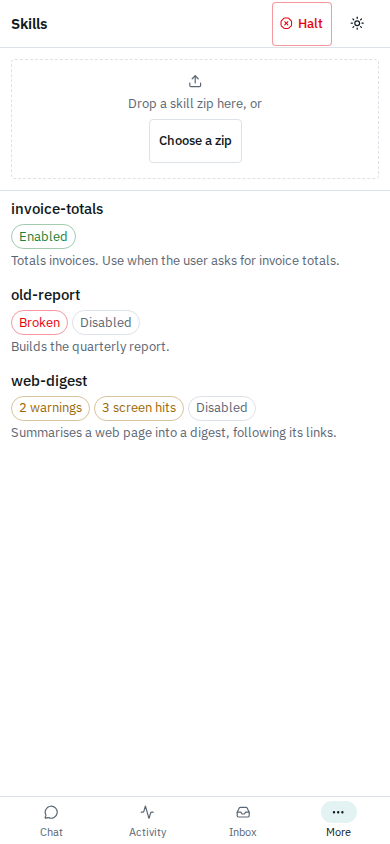 Skills
Halt
Drop a skill zip here, or
Choose a zip
invoice-totals
Enabled
Totals invoices. Use when the user asks for invoice totals.
old-report
Broken Disabled
Builds the quarterly report.
web-digest
2 warnings 3 screen hits Disabled
Summarises a web page into a digest, following its links.
Chat Activity Inbox More